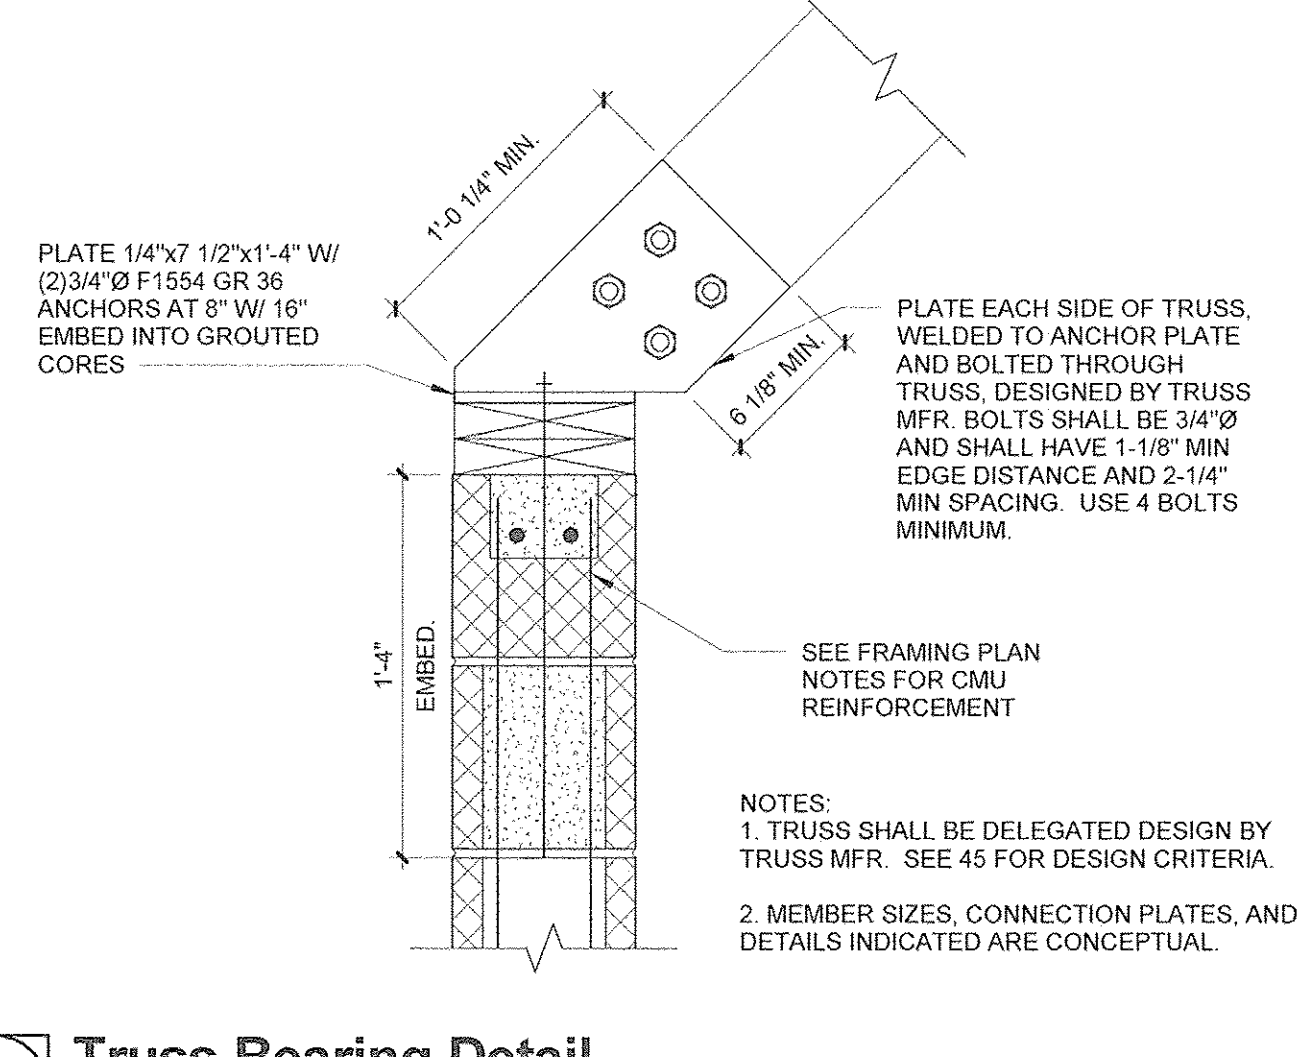 1'-0 1/4" MIN.
PLATE 1/4"x7 1/2"x1'-4" W/
(2)3/4"Ø F1554 GR 36
ANCHORS AT 8" W/ 16"
EMBED INTO GROUTED
CORES
PLATE EACH SIDE OF TRUSS,
WELDED TO ANCHOR PLATE
AND BOLTED THROUGH
TRUSS, DESIGNED BY TRUSS
MFR. BOLTS SHALL BE 3/4"Ø
AND SHALL HAVE 1-1/8" MIN
EDGE DISTANCE AND 2-1/4"
MIN SPACING. USE 4 BOLTS
MINIMUM.
6 1/8" MIN.
1'-4"
EMBED.
SEE FRAMING PLAN
NOTES FOR CMU
REINFORCEMENT
NOTES:
1. TRUSS SHALL BE DELEGATED DESIGN BY
TRUSS MFR. SEE 45 FOR DESIGN CRITERIA.
2. MEMBER SIZES, CONNECTION PLATES, AND
DETAILS INDICATED ARE CONCEPTUAL.
Truss Bearing Detail